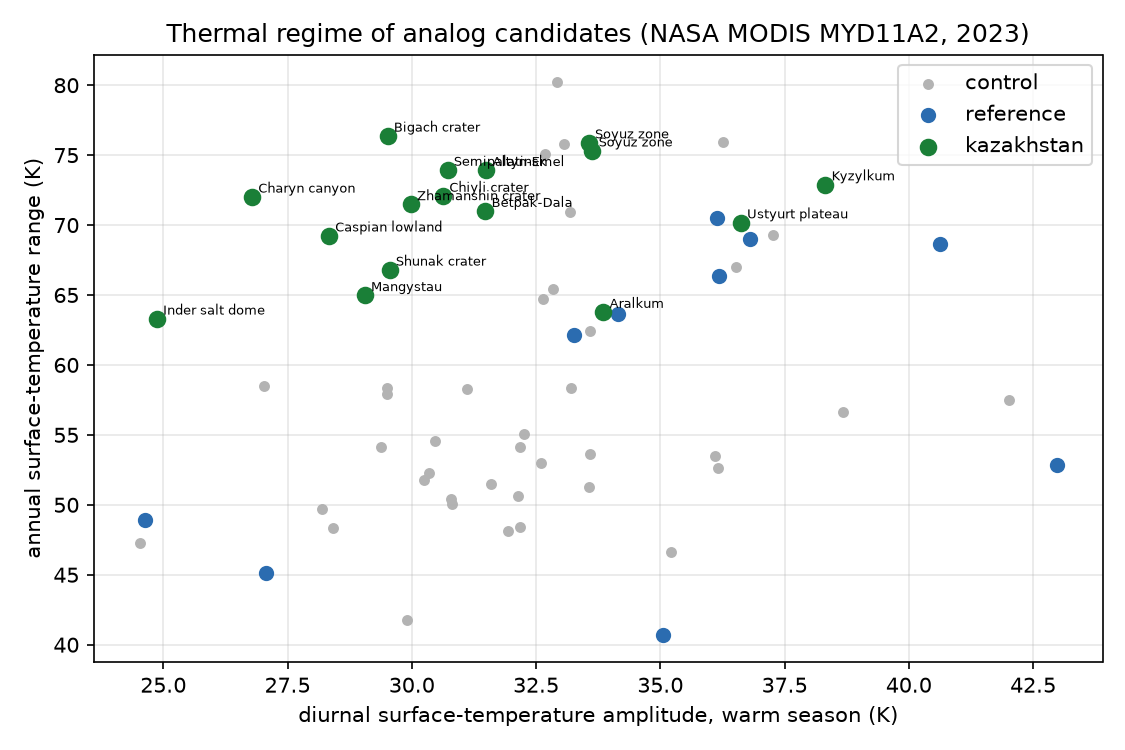 Thermal regime of analog candidates (NASA MODIS MYD11A2, 2023)
control
reference
kazakhstan
annual surface-temperature range (K)
80
75
70
65
60
55
50
45
40
Bigach crater
Soyuz zone
Soyuz zone
Semipalatinsk
Altyn-Emel
Charyn canyon
Chiyli crater
Zhamanshin crater
Betpak-Dala
Kyzylkum
Ustyurt plateau
Caspian lowland
Shunak crater
Mangystau
Aralkum
Inder salt dome
25.0
27.5
30.0
32.5
35.0
37.5
40.0
42.5
diurnal surface-temperature amplitude, warm season (K)